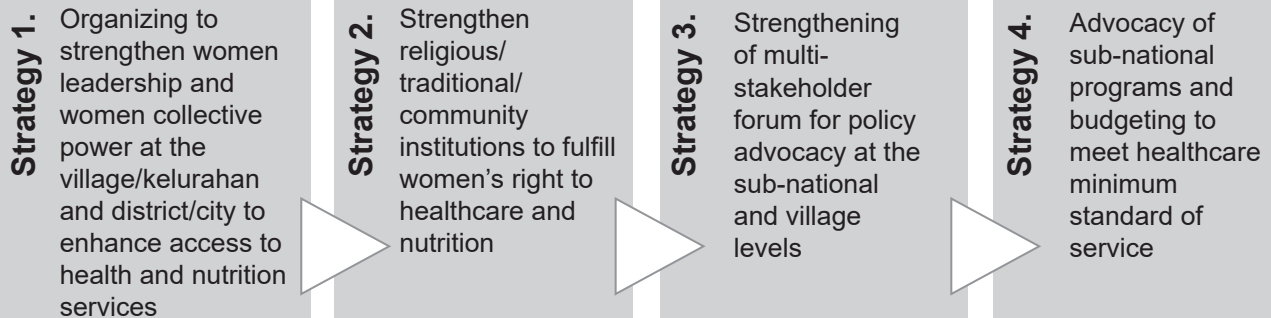 Strategy 1.
Organizing to
strengthen women
leadership and
women collective
power at the
village/kelurahan
and district/city to
enhance access to
health and nutrition
services
Strategy 2.
Strengthen
religious/
traditional/
community
institutions to fulfill
women's right to
healthcare and
nutrition
Strategy 3.
Strengthening
of multi-
stakeholder
forum for policy
advocacy at the
sub-national
and village
levels
Strategy 4.
Advocacy of
sub-national
programs and
budgeting to
meet healthcare
minimum
standard of
service